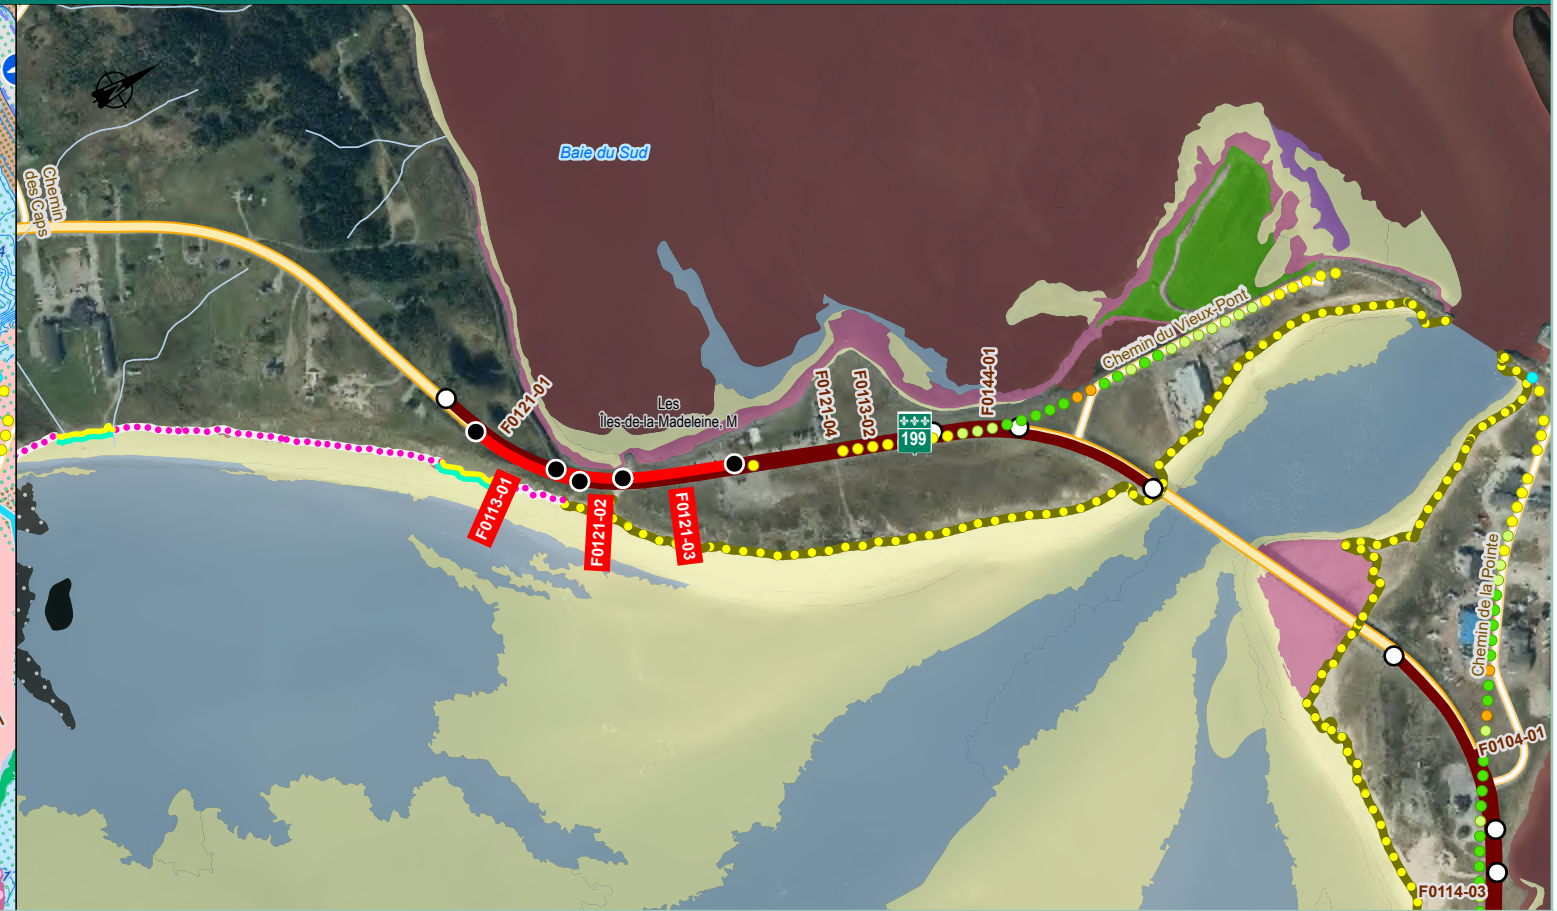 Baie du Sud
Chemin
des Caps
Chemin du Vieux-Pont
F0121-01
Les
Îles-de-la-Madeleine, M
F0121-04
F0113-02
199
F0144-01
F0113-01
F0121-02
F0121-03
Chemin de la Pointe
F0104-01
F0114-03